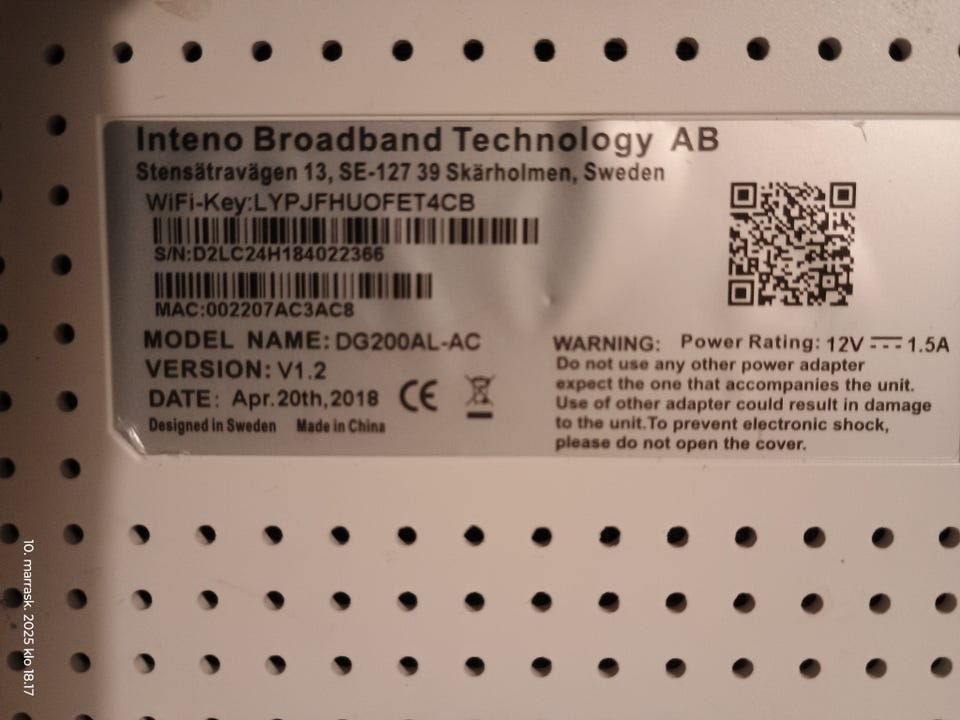 Inteno Broadband Technology AB
Stensätravägen 13, SE-127 39 Skärholmen, Sweden
WiFi-Key:LYPJFHUOFET4CB
S/N:D2LC24H184022366
MAC:002207AC3AC8
MODEL NAME: DG200AL-AC
VERSION: V1.2
DATE: Apr.20th,2018
Designed in Sweden Made in China
WARNING: Power Rating: 12V 1.5A
Do not use any other power adapter
expect the one that accompanies the unit.
Use of other adapter could result in damage
to the unit.To prevent electronic shock,
please do not open the cover.
10. marrask. 2025 klo 18.17